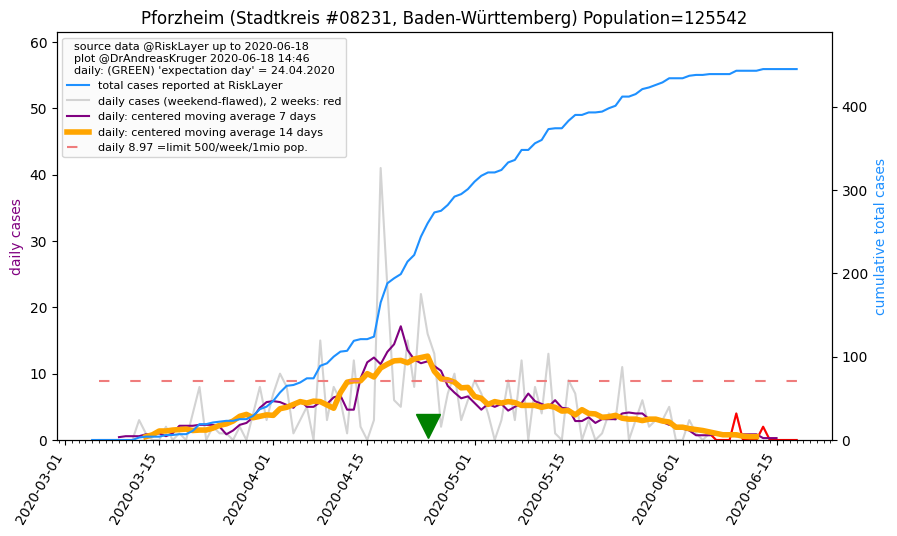 Pforzheim (Stadtkreis #08231, Baden-Württemberg) Population=125542
source data @RiskLayer up to 2020-06-18
plot @DrAndreasKruger 2020-06-18 14:46
daily: (GREEN) 'expectation day' = 24.04.2020
total cases reported at RiskLayer
daily cases (weekend-flawed), 2 weeks: red
daily: centered moving average 7 days
daily: centered moving average 14 days
daily 8.97 =limit 500/week/1mio pop.
daily cases
60
50
40
30
20
10
0
cumulative total cases
400
300
200
100
0
2020-03-01
2020-03-15
2020-04-01
2020-04-15
2020-05-01
2020-05-15
2020-06-01
2020-06-15